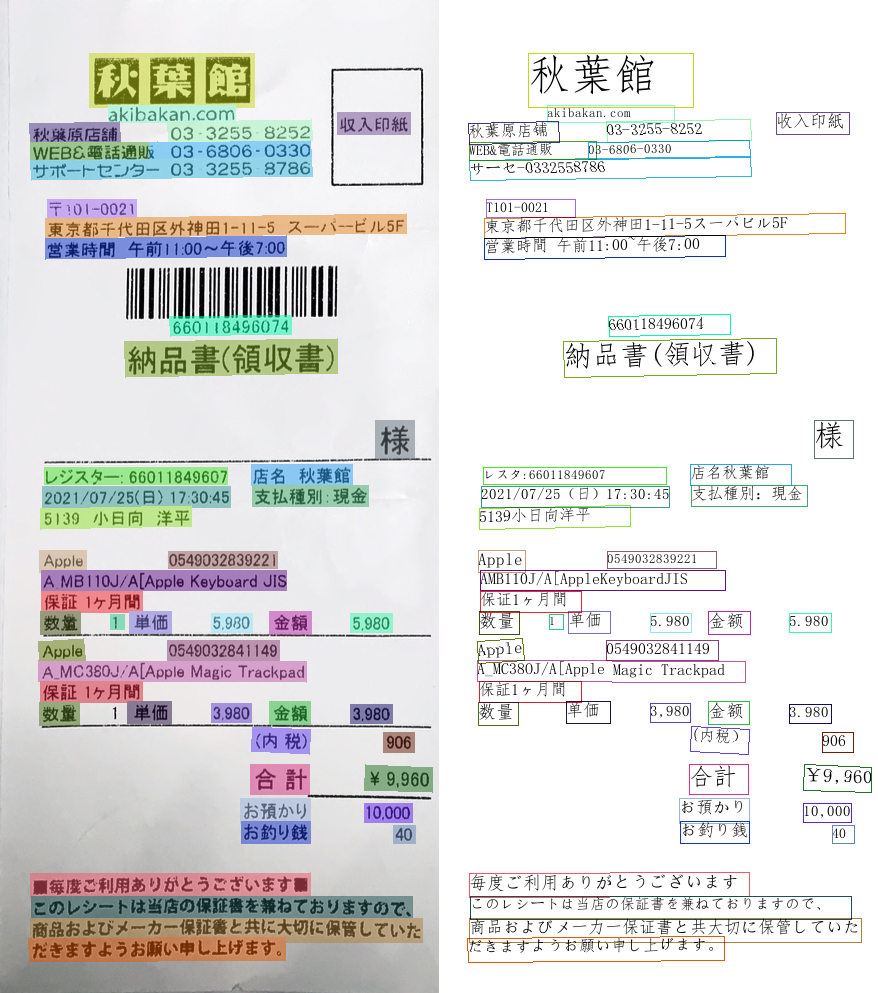 秋葉館
akibakan.com
収入印紙
秋葉原店舗 03-3255-8252
WEB&電話通販 03-6806-0330
サポートセンター 03 3255 8786
〒101-0021
東京都千代田区外神田1-11-5 スーパービル5F
営業時間 午前11:00〜午後7:00
660118496074
納品書(領収書)
様
レジスター: 66011849607 店名 秋葉館
2021/07/25(日) 17:30:45 支払種別:現金
5139 小日向 洋平
Apple 0549032839221
A_MB110J/A[Apple Keyboard JIS
保証 1ヶ月間
数量 1 単価 5,980 金額 5,980
Apple 0549032841149
A_MC380J/A[Apple Magic Trackpad
保証 1ヶ月間
数量 1 単価 3,980 金額 3,980
(内 税) 906
合 計 ¥ 9,960
お預かり 10,000
お釣り銭 40
■毎度ご利用ありがとうございます■
このレシートは当店の保証書を兼ねておりますので、
商品およびメーカー保証書と共に大切に保管していた
だきますようお願い申し上げます。
秋葉館
akibakan.com
収入印紙
秋葉原店铺 03-3255-8252
WEB&電話通販 03-6806-0330
サーセ-0332558786
T101-0021
東京都千代田区外神田1-11-5スーパビル5F
営業時間 午前11:00~午後7:00
660118496074
納品書(領収書)
様
レスタ:66011849607 店名秋葉館
2021/07/25(日)17:30:45 支払種別:現金
5139小日向洋平
Apple 0549032839221
AMB110J/A[AppleKeyboardJIS
保证1ヶ月間
数量 1 单価 5.980 金额 5.980
Apple 0549032841149
A_MC380J/A[Apple Magic Trackpad
保证1ヶ月間
数量 单価 3,980 金额 3.980
(内税) 906
合計 ¥9,960
お預かり 10,000
お釣り銭 40
毎度ご利用ありがとうございます
このレシートは当店の保証書を兼ねておりますので、
商品およびメーカー保证書と共大切に保管していた
だきますようお願い申し上げます。